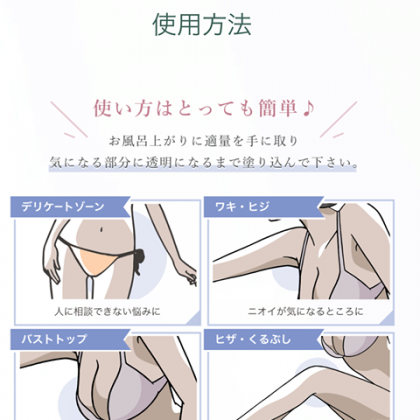 使用方法
使い方はとっても簡単♪
お風呂上がりに適量を手に取り
気になる部分に透明になるまで塗り込んで下さい。
デリケートゾーン
ワキ・ヒジ
人に相談できない悩みに
ニオイが気になるところに
バストトップ
ヒザ・くるぶし